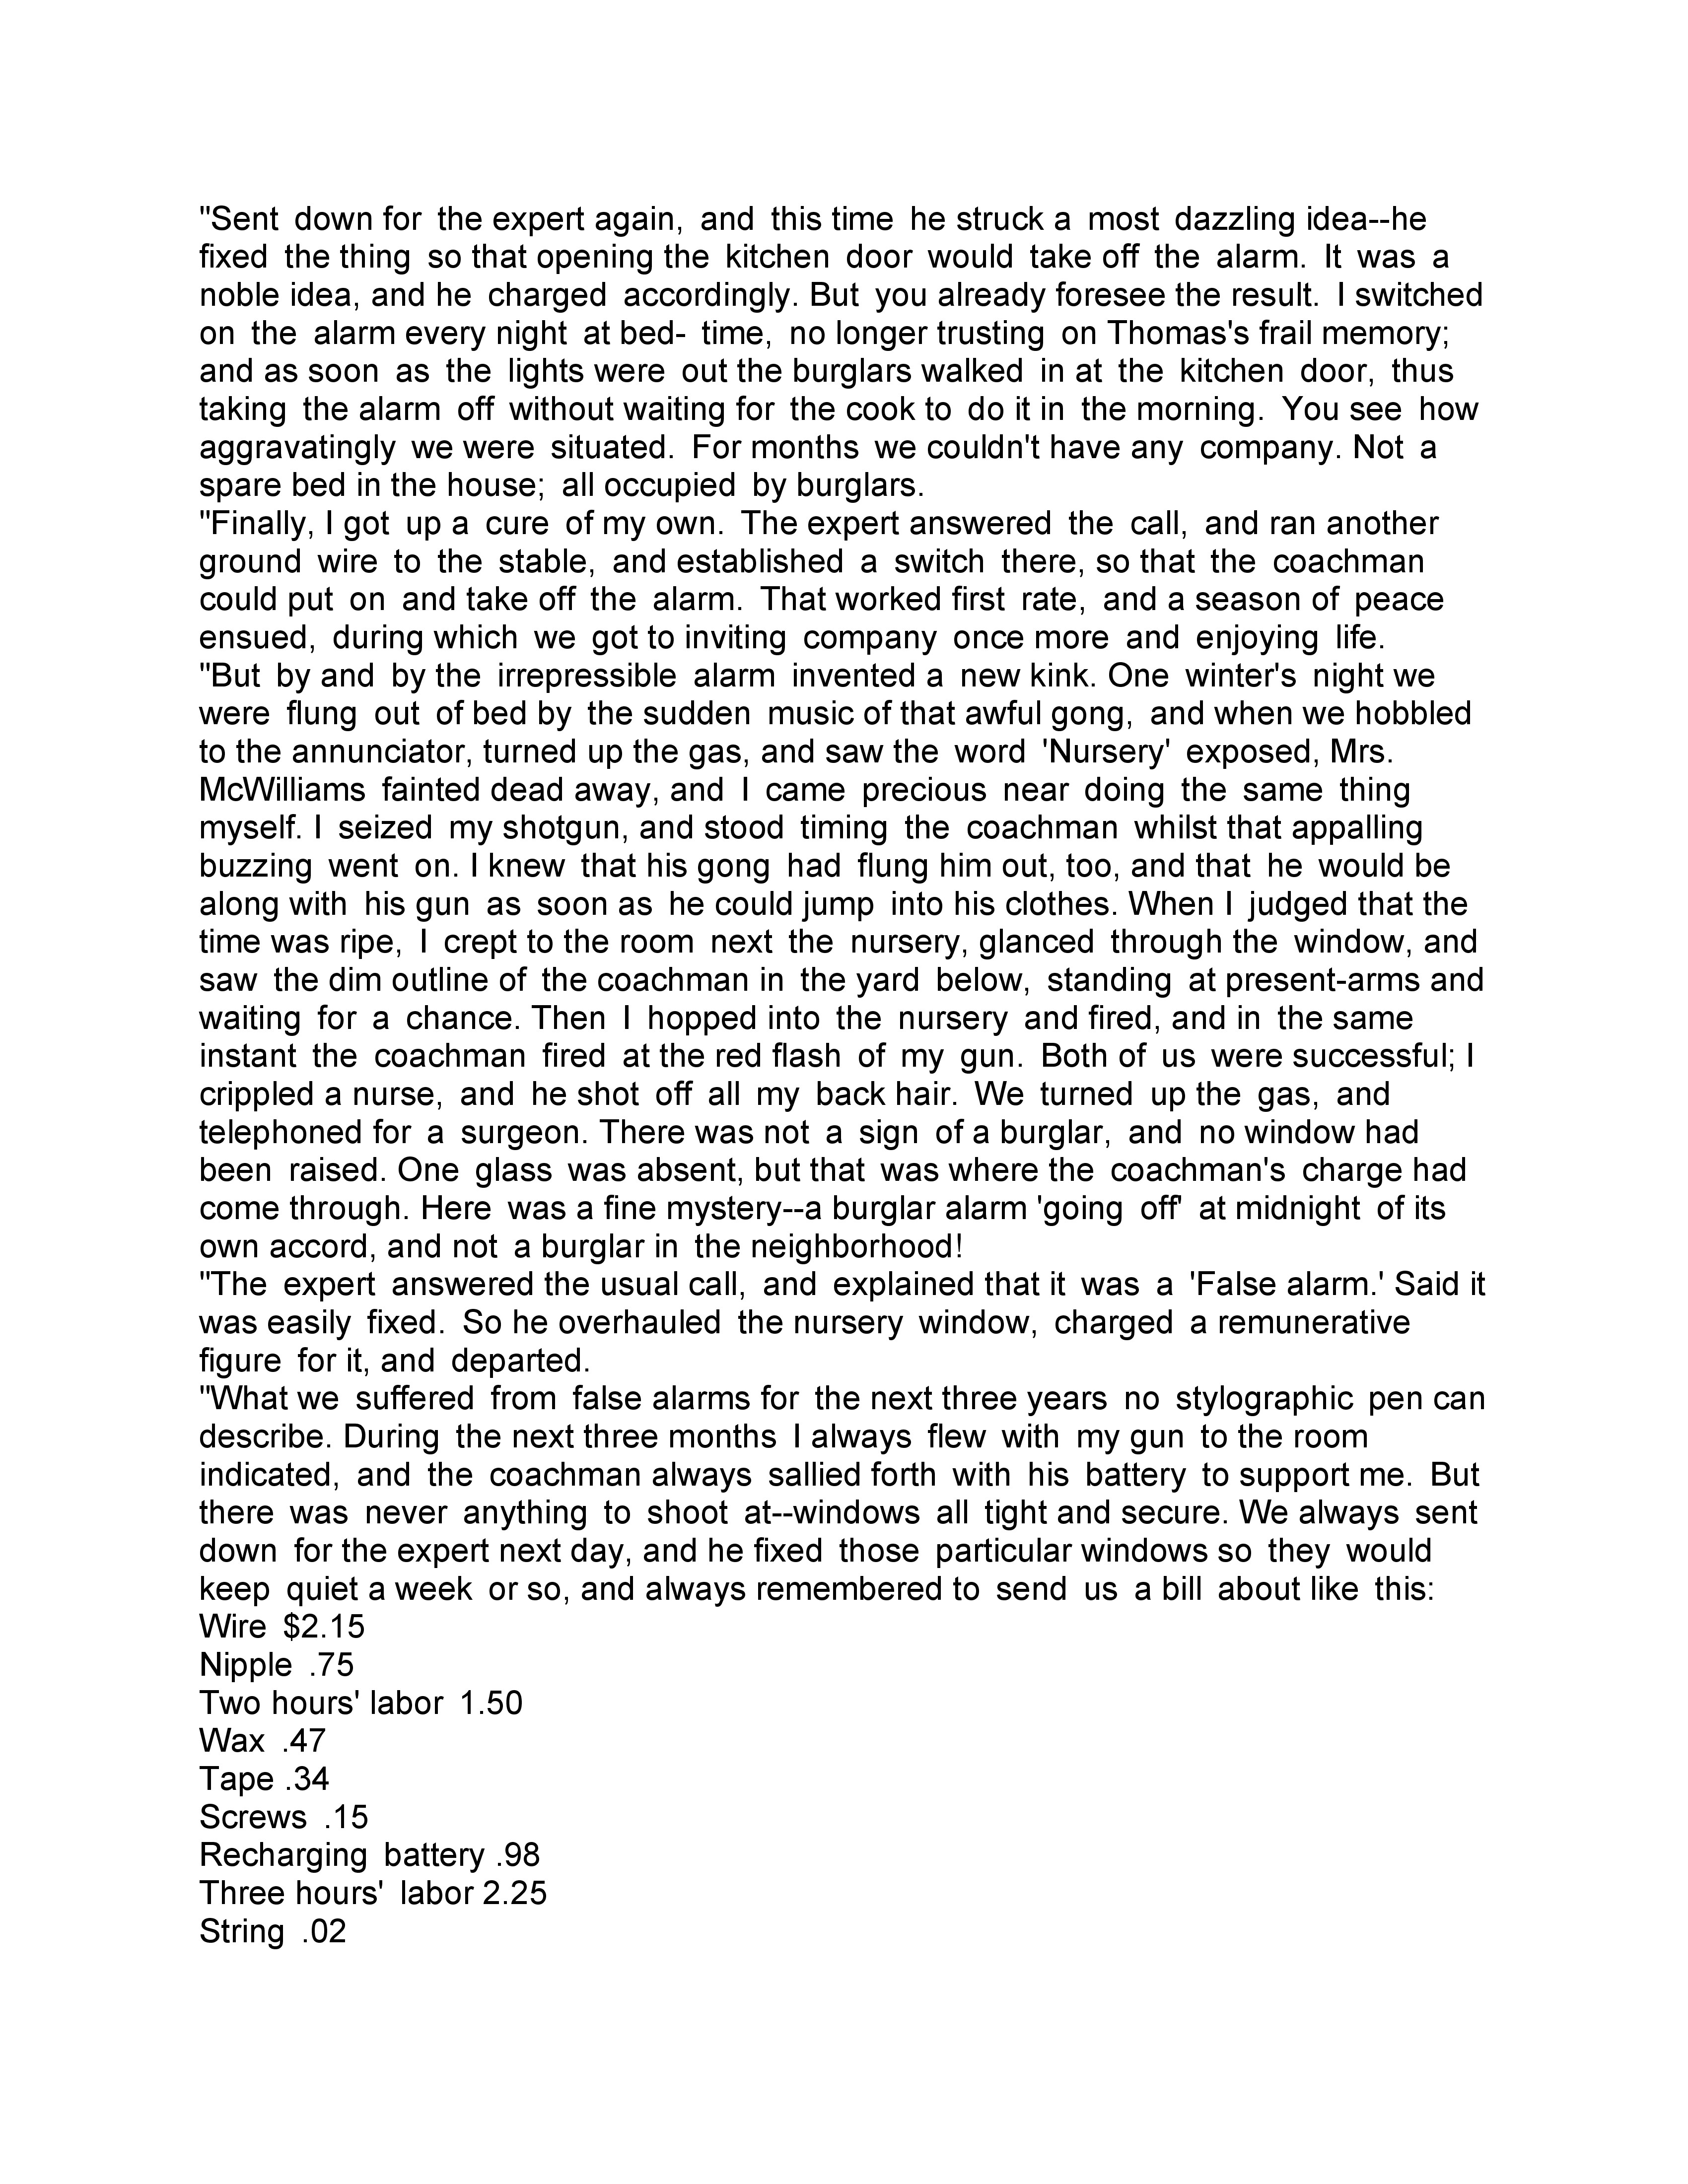 "Sent down for the expert again, and this time he struck a most dazzling idea--he
fixed the thing so that opening the kitchen door would take off the alarm. It was a
noble idea, and he charged accordingly. But you already foresee the result. I switched
on the alarm every night at bed- time, no longer trusting on Thomas's frail memory;
and as soon as the lights were out the burglars walked in at the kitchen door, thus
taking the alarm off without waiting for the cook to do it in the morning. You see how
aggravatingly we were situated. For months we couldn't have any company. Not a
spare bed in the house; all occupied by burglars.
"Finally, I got up a cure of my own. The expert answered the call, and ran another
ground wire to the stable, and established a switch there, so that the coachman
could put on and take off the alarm. That worked first rate, and a season of peace
ensued, during which we got to inviting company once more and enjoying life.
"But by and by the irrepressible alarm invented a new kink. One winter's night we
were flung out of bed by the sudden music of that awful gong, and when we hobbled
to the annunciator, turned up the gas, and saw the word 'Nursery' exposed, Mrs.
McWilliams fainted dead away, and I came precious near doing the same thing
myself. I seized my shotgun, and stood timing the coachman whilst that appalling
buzzing went on. I knew that his gong had flung him out, too, and that he would be
along with his gun as soon as he could jump into his clothes. When I judged that the
time was ripe, I crept to the room next the nursery, glanced through the window, and
saw the dim outline of the coachman in the yard below, standing at present-arms and
waiting for a chance. Then I hopped into the nursery and fired, and in the same
instant the coachman fired at the red flash of my gun. Both of us were successful; I
crippled a nurse, and he shot off all my back hair. We turned up the gas, and
telephoned for a surgeon. There was not a sign of a burglar, and no window had
been raised. One glass was absent, but that was where the coachman's charge had
come through. Here was a fine mystery--a burglar alarm 'going off' at midnight of its
own accord, and not a burglar in the neighborhood!
"The expert answered the usual call, and explained that it was a 'False alarm.' Said it
was easily fixed. So he overhauled the nursery window, charged a remunerative
figure for it, and departed.
"What we suffered from false alarms for the next three years no stylographic pen can
describe. During the next three months I always flew with my gun to the room
indicated, and the coachman always sallied forth with his battery to support me. But
there was never anything to shoot at--windows all tight and secure. We always sent
down for the expert next day, and he fixed those particular windows so they would
keep quiet a week or so, and always remembered to send us a bill about like this:
Wire $2.15
Nipple .75
Two hours' labor 1.50
Wax .47
Tape .34
Screws .15
Recharging battery .98
Three hours' labor 2.25
String .02